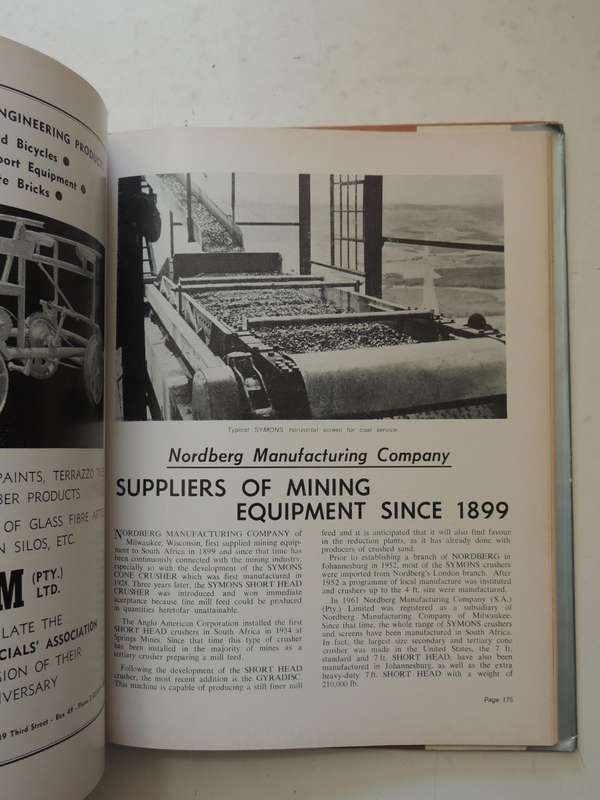 ENGINEERING PRODUC
d Bicycles ●
port Equipment ●
te Bricks ●
PAINTS, TERRAZZO T
BER PRODUCTS
OF GLASS FIBRE
N SILOS, ETC
M (PTY.)
LTD.
LATE THE
CIALS' ASSOCIATION
SION OF THEIR
IVERSARY
19 Third Street - Box 49 - Phone
Typical SYMONS horizontal screen for coal service.
Nordberg Manufacturing Company
SUPPLIERS OF MINING
EQUIPMENT SINCE 1899
NORDBERG MANUFACTURING COMPANY of
Milwaukee, Wisconsin, first supplied mining equip-
ment to South Africa in 1899 and since that time has
been continuously connected with the mining industry,
especially so with the development of the SYMONS
CONE CRUSHER which was first manufactured in
1928. Three years later, the SYMONS SHORT HEAD
CRUSHER was introduced and won immediate
acceptance because fine mill feed could be produced
in quantities heretofar unattainable.
The Anglo American Corporation installed the first
SHORT HEAD crushers in South Africa in 1934 at
Springs Mines. Since that time this type of crusher
has been installed in the majority of mines as a
tertiary crusher preparing a mill feed.
Following the development of the SHORT HEAD
crusher, the most recent addition is the GYRADISC.
This machine is capable of producing a still finer mill
feed and it is anticipated that it will also find favour
in the reduction plants, as it has already done with
producers of crushed sand.
Prior to establishing a branch of NORDBERG in
Johannesburg in 1952, most of the SYMONS crushers
were imported from Nordberg's London branch. After
1952 a programme of local manufacture was instituted
and crushers up to the 4 ft. size were manufactured.
In 1961 Nordberg Manufacturing Company (S.A.)
(Pty.) Limited was registered as a subsidiary of
Nordberg Manufacturing Company of Milwaukee.
Since that time, the whole range of SYMONS crushers
and screens have been manufactured in South Africa.
In fact, the largest size secondary and tertiary cone
crusher was made in the United States, the 7 ft.
standard and 7 ft. SHORT HEAD, have also been
manufactured in Johannesburg, as well as the extra
heavy-duty 7 ft. SHORT HEAD with a weight of
210,000 lb.
Page 175